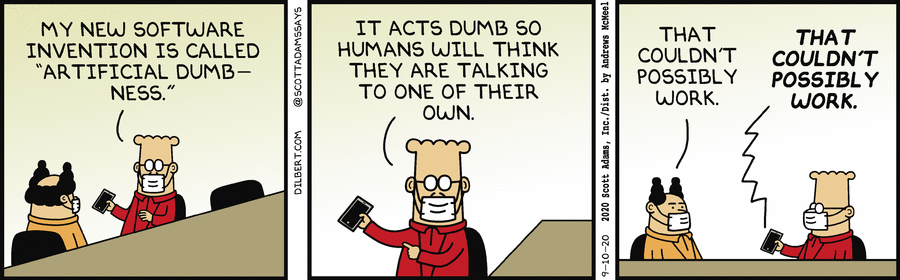 MY NEW SOFTWARE
INVENTION IS CALLED
"ARTIFICIAL DUMB–
NESS."
DILBERT.COM @SCOTTADAMSSAYS
IT ACTS DUMB SO
HUMANS WILL THINK
THEY ARE TALKING
TO ONE OF THEIR
OWN.
9-10-20 2020 Scott Adams, Inc./Dist. by Andrews McMeel
THAT
COULDN'T
POSSIBLY
WORK.
THAT
COULDN'T
POSSIBLY
WORK.